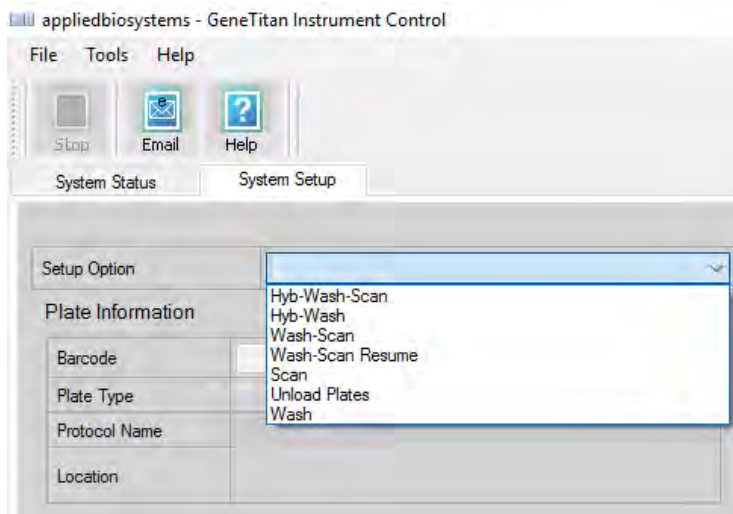 appliedbiosystems - GeneTitan Instrument Control
File Tools Help
Stop Email Help
System Status System Setup
Setup Option
Hyb-Wash-Scan
Hyb-Wash
Wash-Scan
Wash-Scan Resume
Scan
Unload Plates
Wash
Plate Information
Barcode
Plate Type
Protocol Name
Location